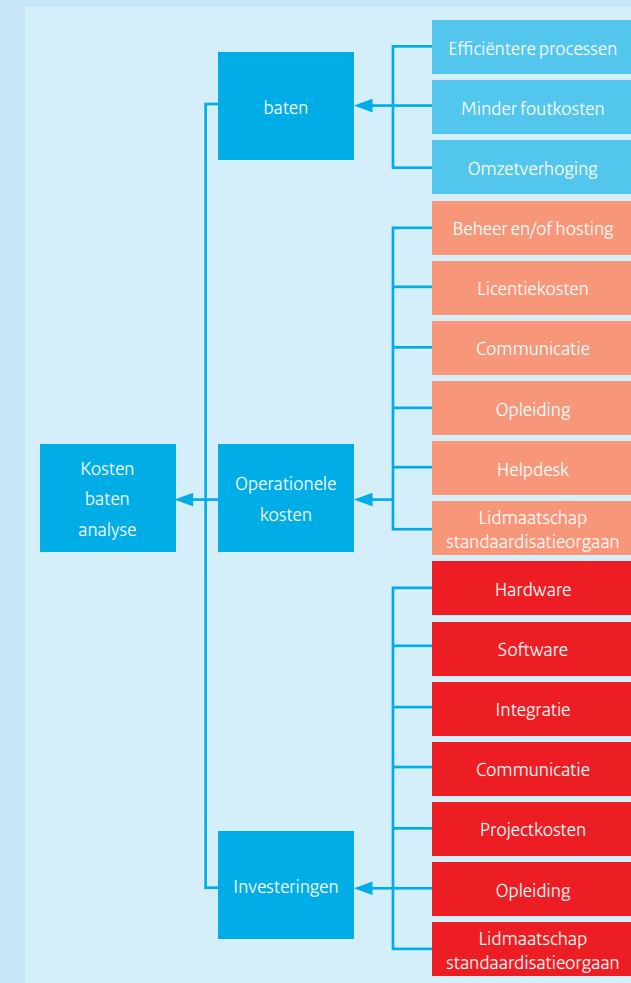 Kosten
baten
analyse
baten
Efficiëntere processen
Minder foutkosten
Omzetverhoging
Operationele
kosten
Beheer en/of hosting
Licentiekosten
Communicatie
Opleiding
Helpdesk
Lidmaatschap
standaardisatieorgaan
Investeringen
Hardware
Software
Integratie
Communicatie
Projectkosten
Opleiding
Lidmaatschap
standaardisatieorgaan